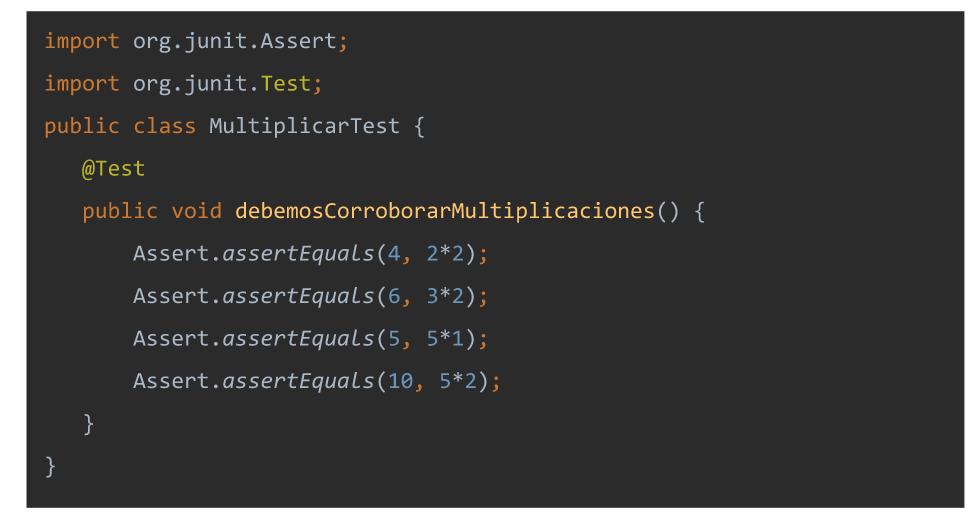 import org.junit.Assert;
import org.junit.Test;
public class MultiplicarTest {
@Test
public void debemosCorroborarMultiplicaciones() {
Assert.assertEquals(4, 2*2);
Assert.assertEquals(6, 3*2);
Assert.assertEquals(5, 5*1);
Assert.assertEquals(10, 5*2);
}
}